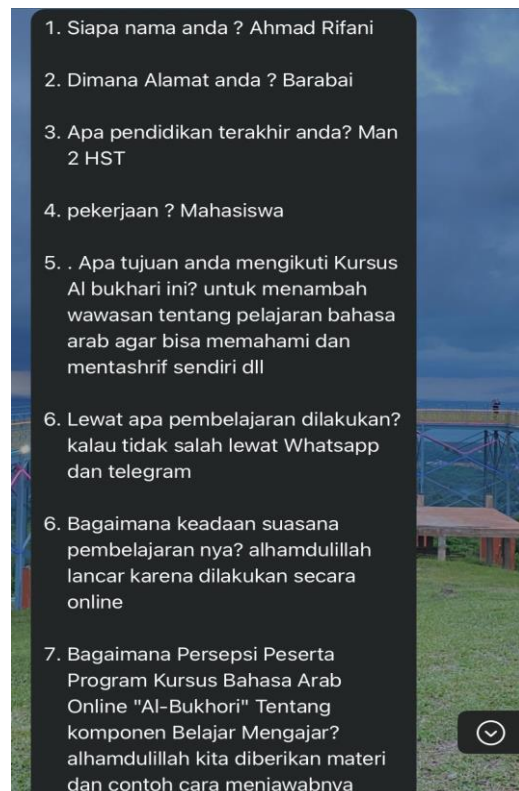 1. Siapa nama anda ? Ahmad Rifani
2. Dimana Alamat anda ? Barabai
3. Apa pendidikan terakhir anda? Man
2 HST
4. pekerjaan ? Mahasiswa
5. . Apa tujuan anda mengikuti Kursus
Al bukhari ini? untuk menambah
wawasan tentang pelajaran bahasa
arab agar bisa memahami dan
mentashrif sendiri dll
6. Lewat apa pembelajaran dilakukan?
kalau tidak salah lewat Whatsapp
dan telegram
6. Bagaimana keadaan suasana
pembelajaran nya? alhamdulillah
lancar karena dilakukan secara
online
7. Bagaimana Persepsi Peserta
Program Kursus Bahasa Arab
Online "Al-Bukhori" Tentang
komponen Belajar Mengajar?
alhamdulillah kita diberikan materi
dan contoh cara menjawabnya